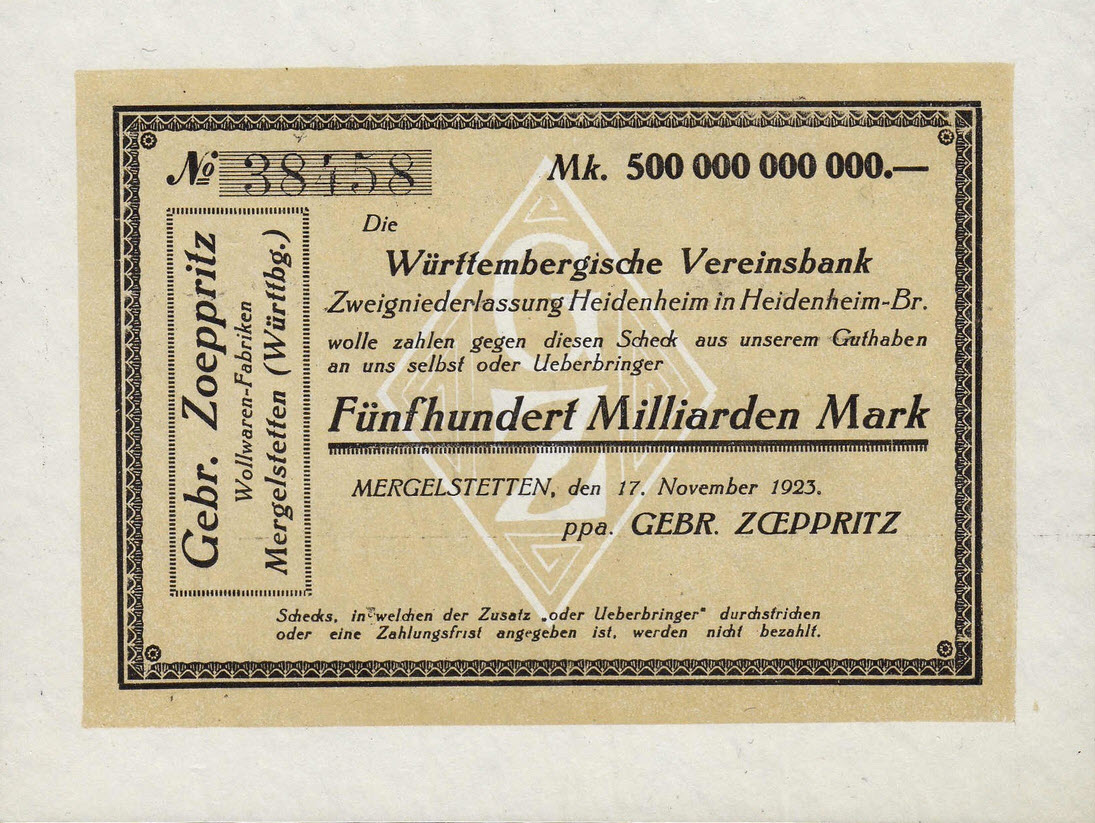 № 38458
Mk. 500 000 000 000.—
Gebr. Zoeppritz
Wollwaren-Fabriken
Mergelstetten (Württbg.)
Die
Württembergische Vereinsbank
Zweigniederlassung Heidenheim in Heidenheim-Br.
wolle zahlen gegen diesen Scheck aus unserem Guthaben
an uns selbst oder Ueberbringer
Fünfhundert Milliarden Mark
MERGELSTETTEN, den 17. November 1923.
ppa. GEBR. ZŒPPRITZ
Schecks, in welchen der Zusatz „oder Ueberbringer" durchstrichen
oder eine Zahlungsfrist angegeben ist, werden nicht bezahlt.
G
Z